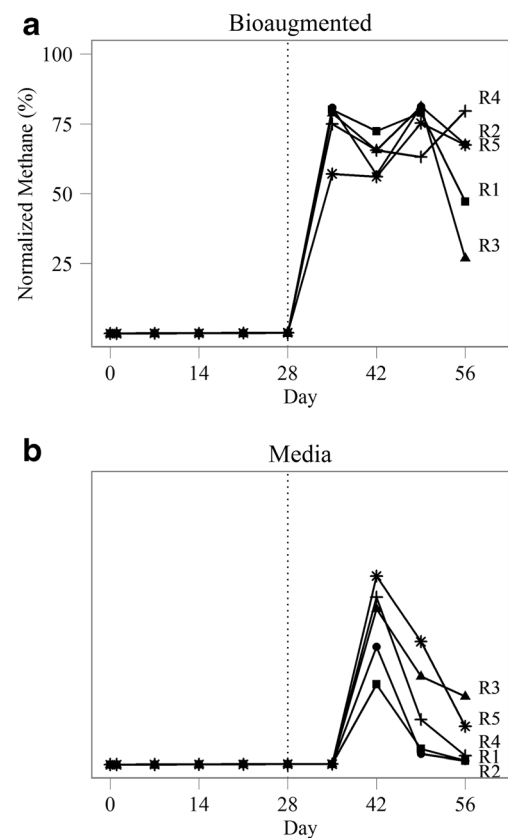 a
Bioaugmented
Normalized Methane (%)
100
75
50
25
R4
R2
R5
R1
R3
0 14 28 42 56
Day
b
Media
R3
R5
R4
R1
R2
0 14 28 42 56
Day